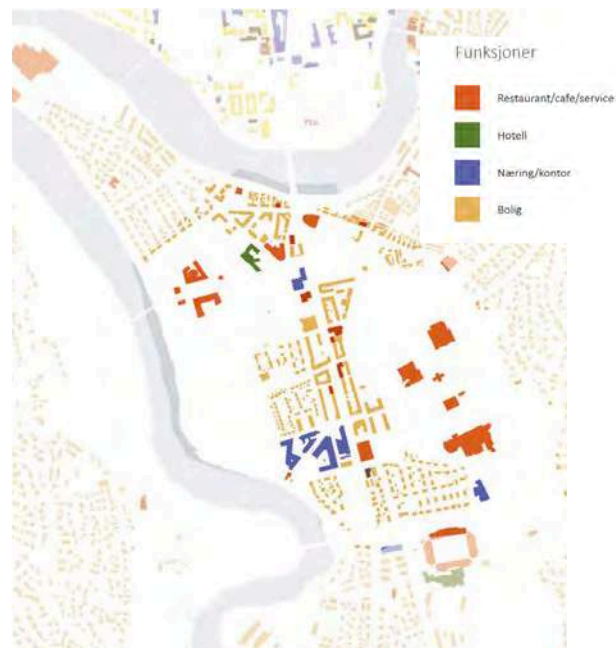 Funksjoner
Restaurant/cafe/service
Hotell
Næring/kontor
Bolig